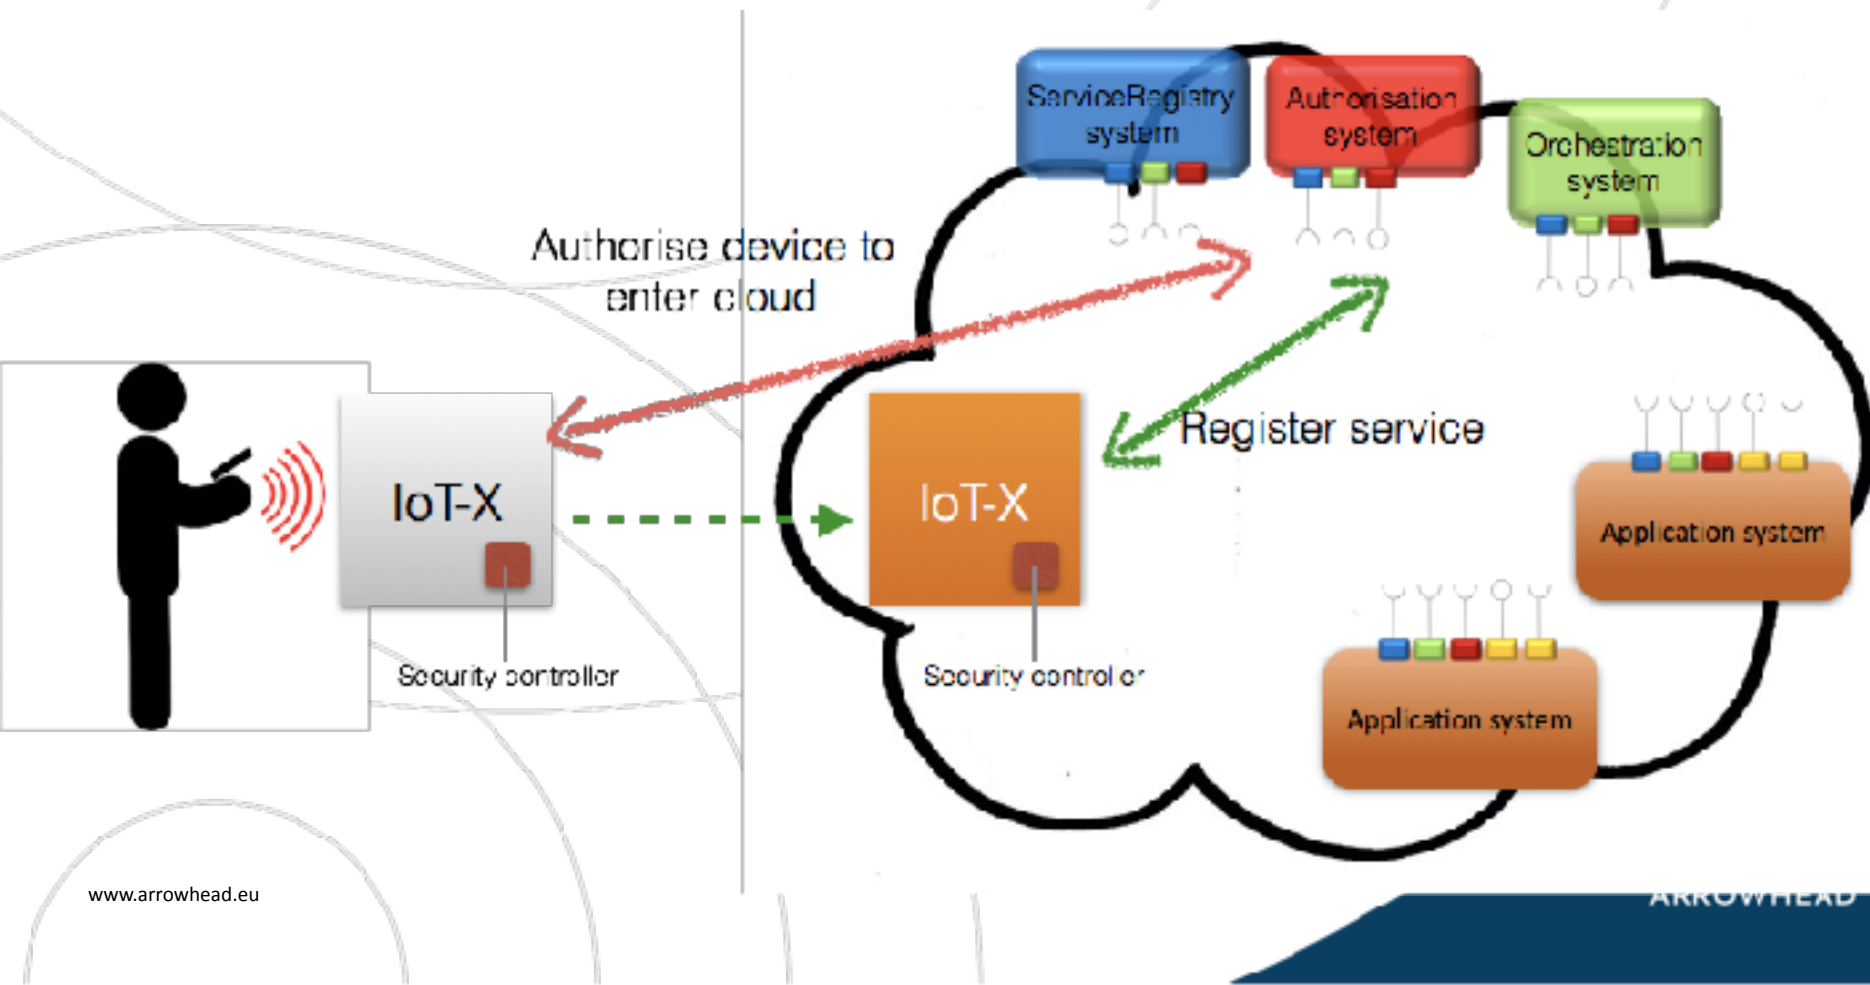 ServiceRegistry
system
Authorisation
system
Orchestration
system
Authorise device to
enter cloud
IoT-X
Security controller
IoT-X
Security controller
Register service
Application system
Application system
www.arrowhead.eu
ARROWHEAD